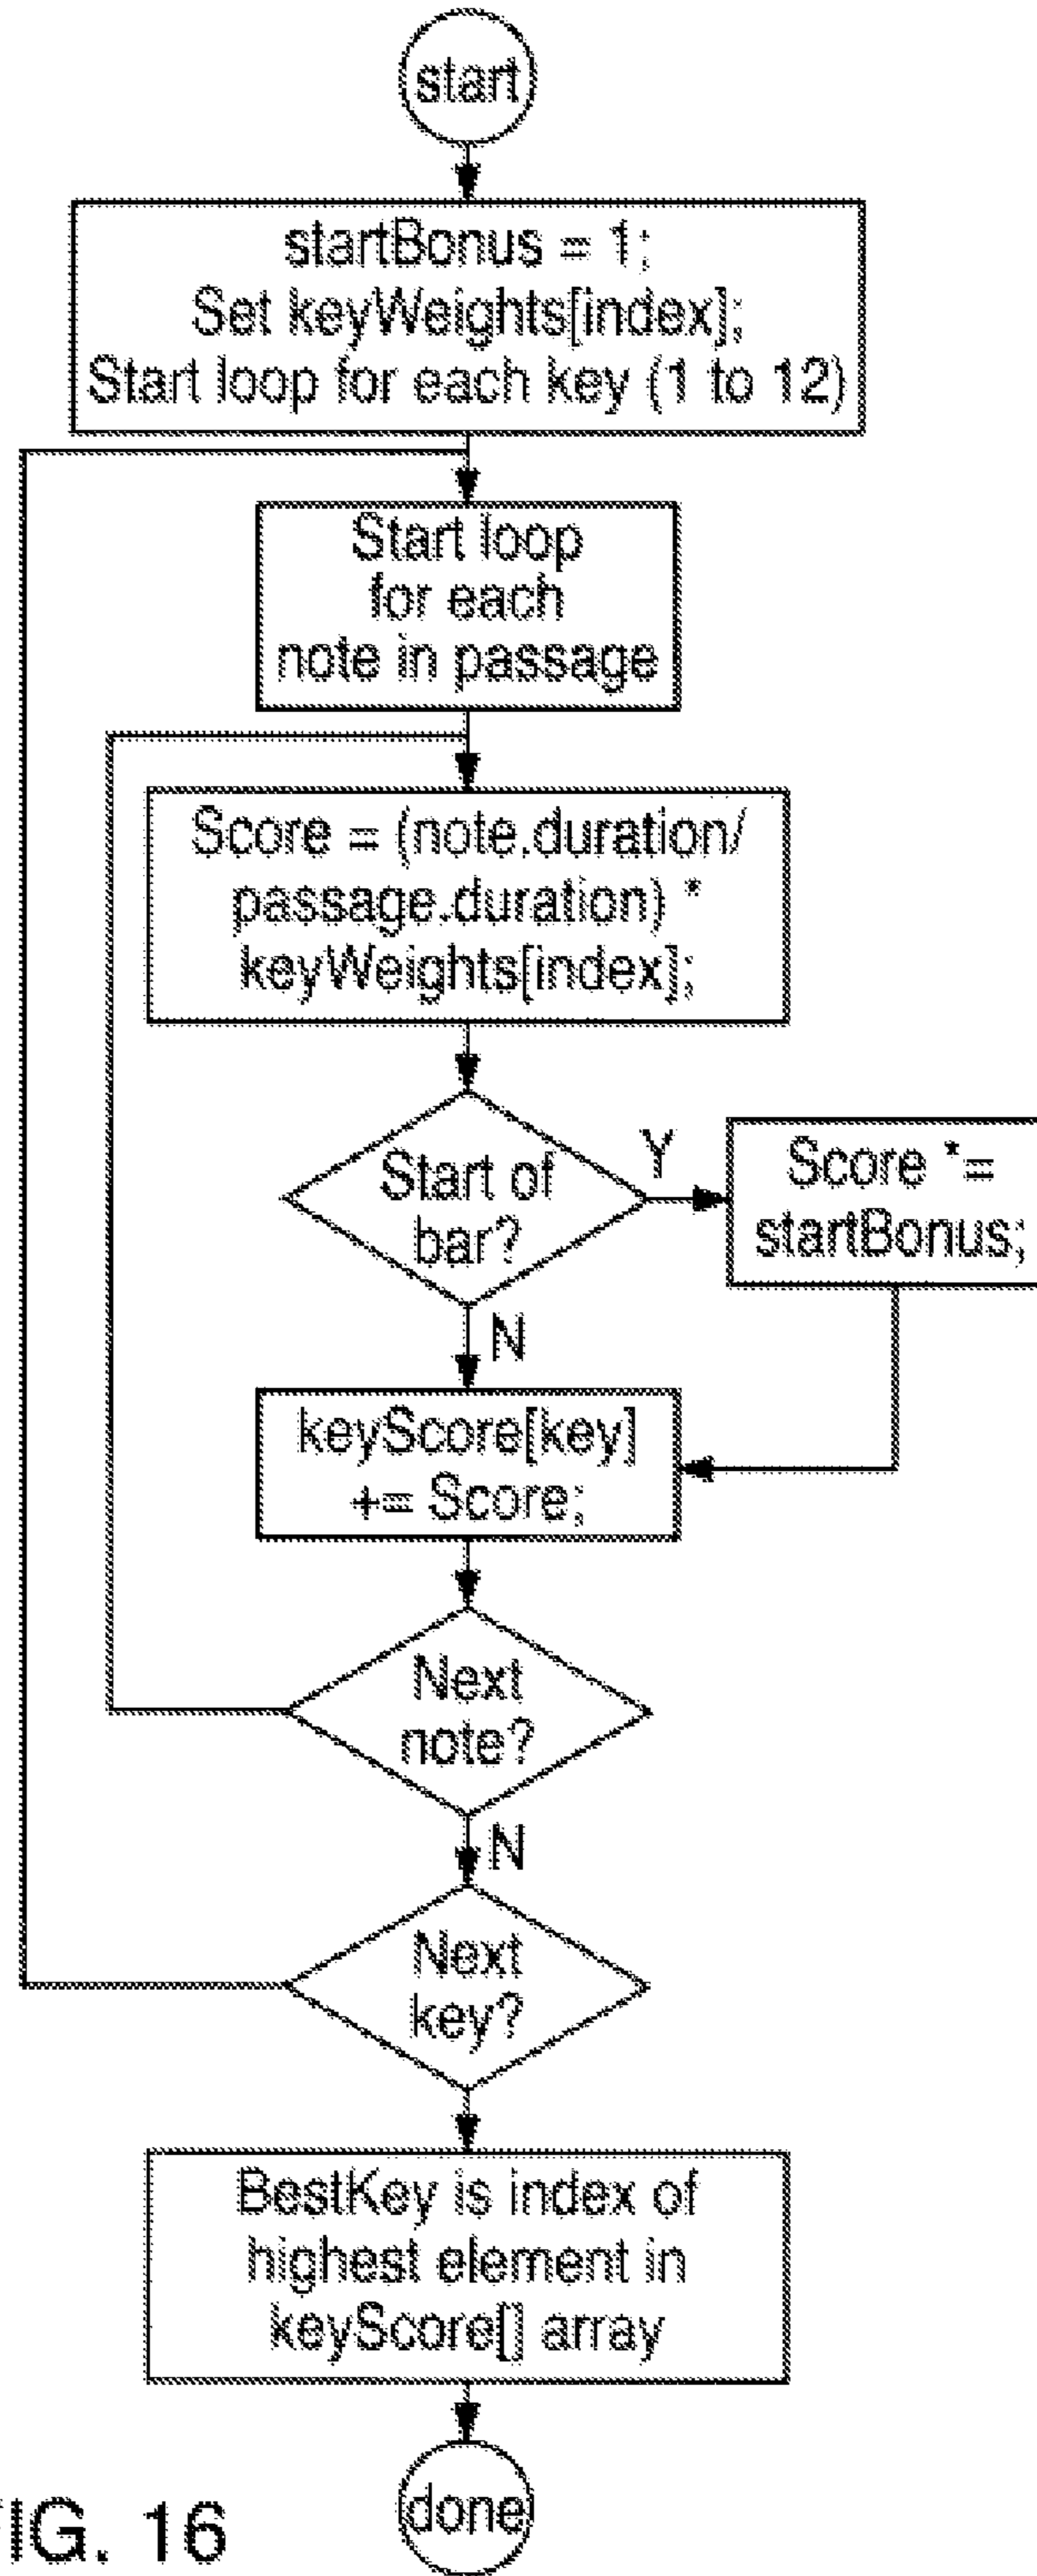 start
startBonus = 1;
Set keyWeights[index];
Start loop for each key (1 to 12)
Start loop
for each
note in passage
Score = (note.duration/
passage.duration) *
keyWeights[index];
Start of
bar?
Y
Score *=
startBonus;
N
keyScore[key]
+= Score;
Next
note?
N
Next
key?
BestKey is index of
highest element in
keyScore[] array
done
FIG. 16